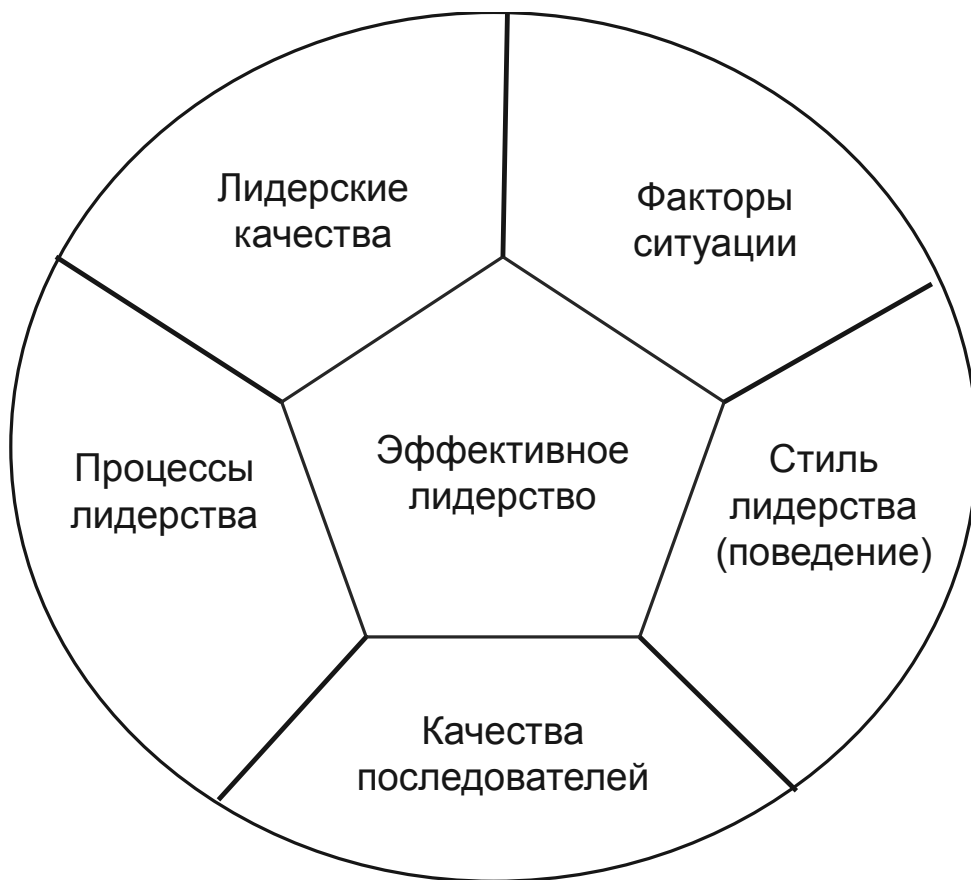 Лидерские
качества
Факторы
ситуации
Процессы
лидерства
Эффективное
лидерство
Стиль
лидерства
(поведение)
Качества
последователей